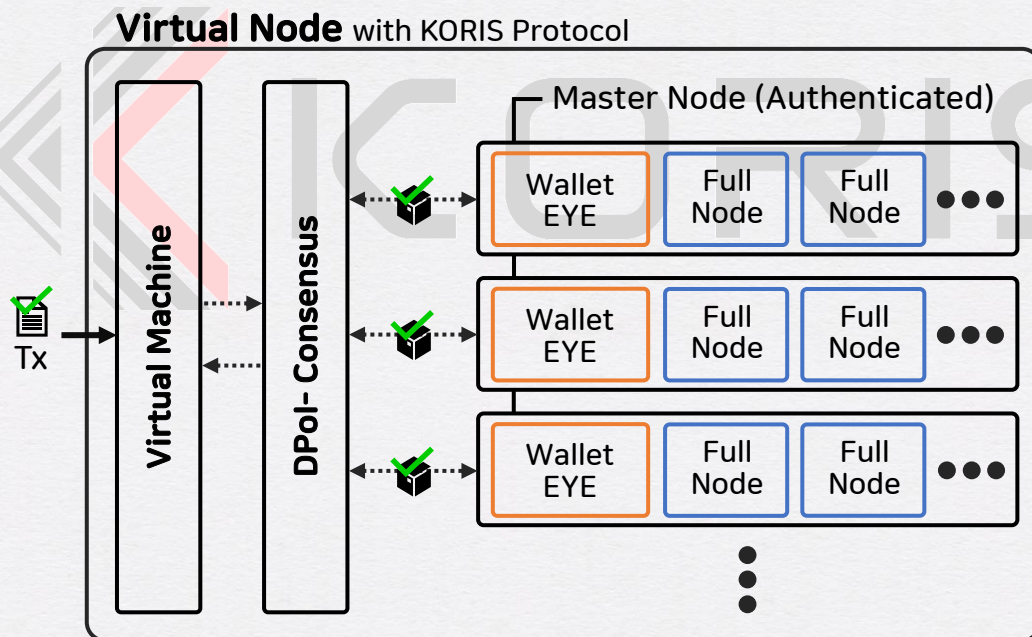 Virtual Node with KORIS Protocol
KORIS
Master Node (Authenticated)
Tx
Virtual Machine
DPoI- Consensus
Wallet
EYE
Full
Node
Full
Node
Wallet
EYE
Full
Node
Full
Node
Wallet
EYE
Full
Node
Full
Node